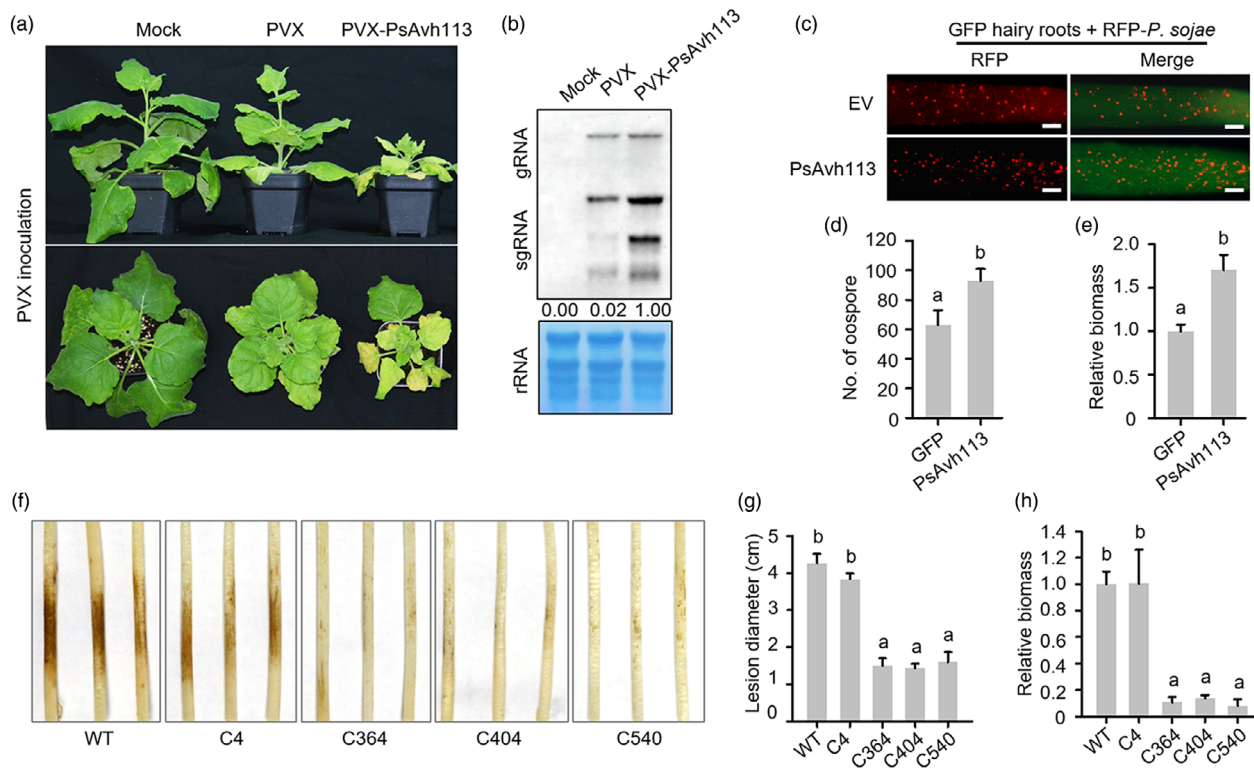 (a)
Mock PVX PVX-PsAvh113
PVX inoculation
(b)
Mock
PVX
PVX-PsAvh113
gRNA
sgRNA
0.00 0.02 1.00
rRNA
(c)
GFP hairy roots + RFP-P. sojae
RFP Merge
EV
PsAvh113
(d)
No. of oospore
120
100
80
60
40
20
0
a
b
GFP
PsAvh113
(e)
Relative biomass
2.0
1.5
1.0
0
a
b
GFP
PsAvh113
(f)
WT C4 C364 C404 C540
(g)
Lesion diameter (cm)
5
4
3
2
1
0
b b a a a
WT
C4
C364
C404
C540
(h)
Relative biomass
1.4
1.2
1.0
0.8
0.6
0.4
0.2
0
b b a a a
WT
C4
C364
C404
C540